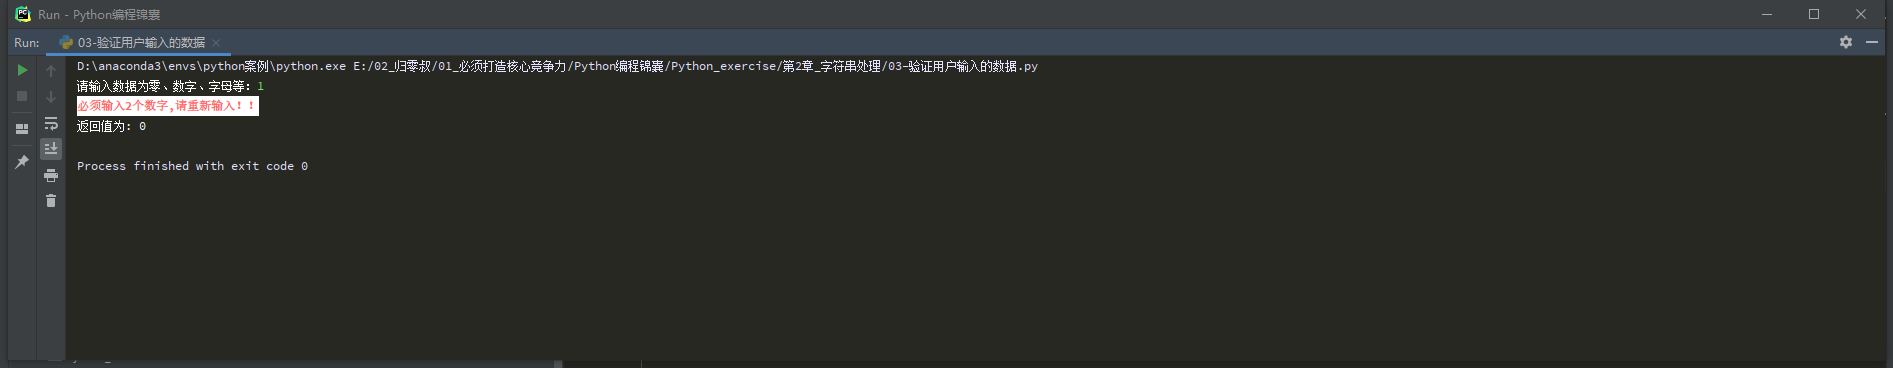 Run - Python编程锦囊
Run: 03-验证用户输入的数据
D:\anaconda3\envs\python案例\python.exe E:/02_归零叔/01_必须打造核心竞争力/Python编程锦囊/Python_exercise/第2章_字符串处理/03-验证用户输入的数据.py
请输入数据为零、数字、字母等: 1
必须输入2个数字,请重新输入！！
返回值为: 0
Process finished with exit code 0